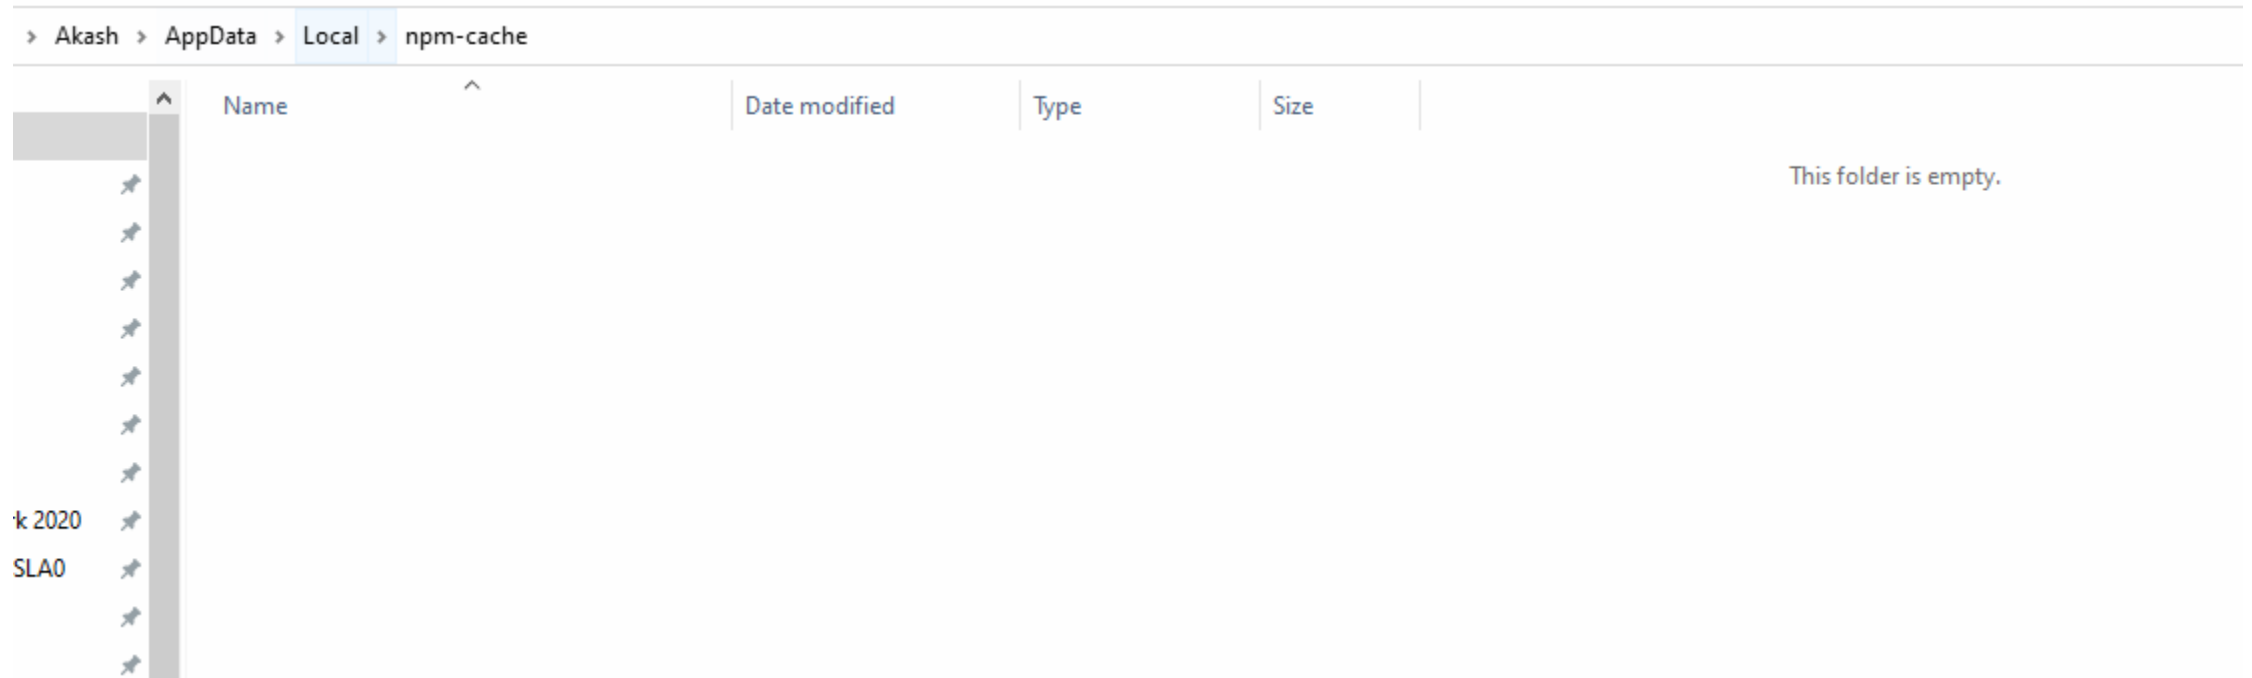 › Akash › AppData › Local › npm-cache
Name Date modified Type Size
This folder is empty.
k 2020
SLA0